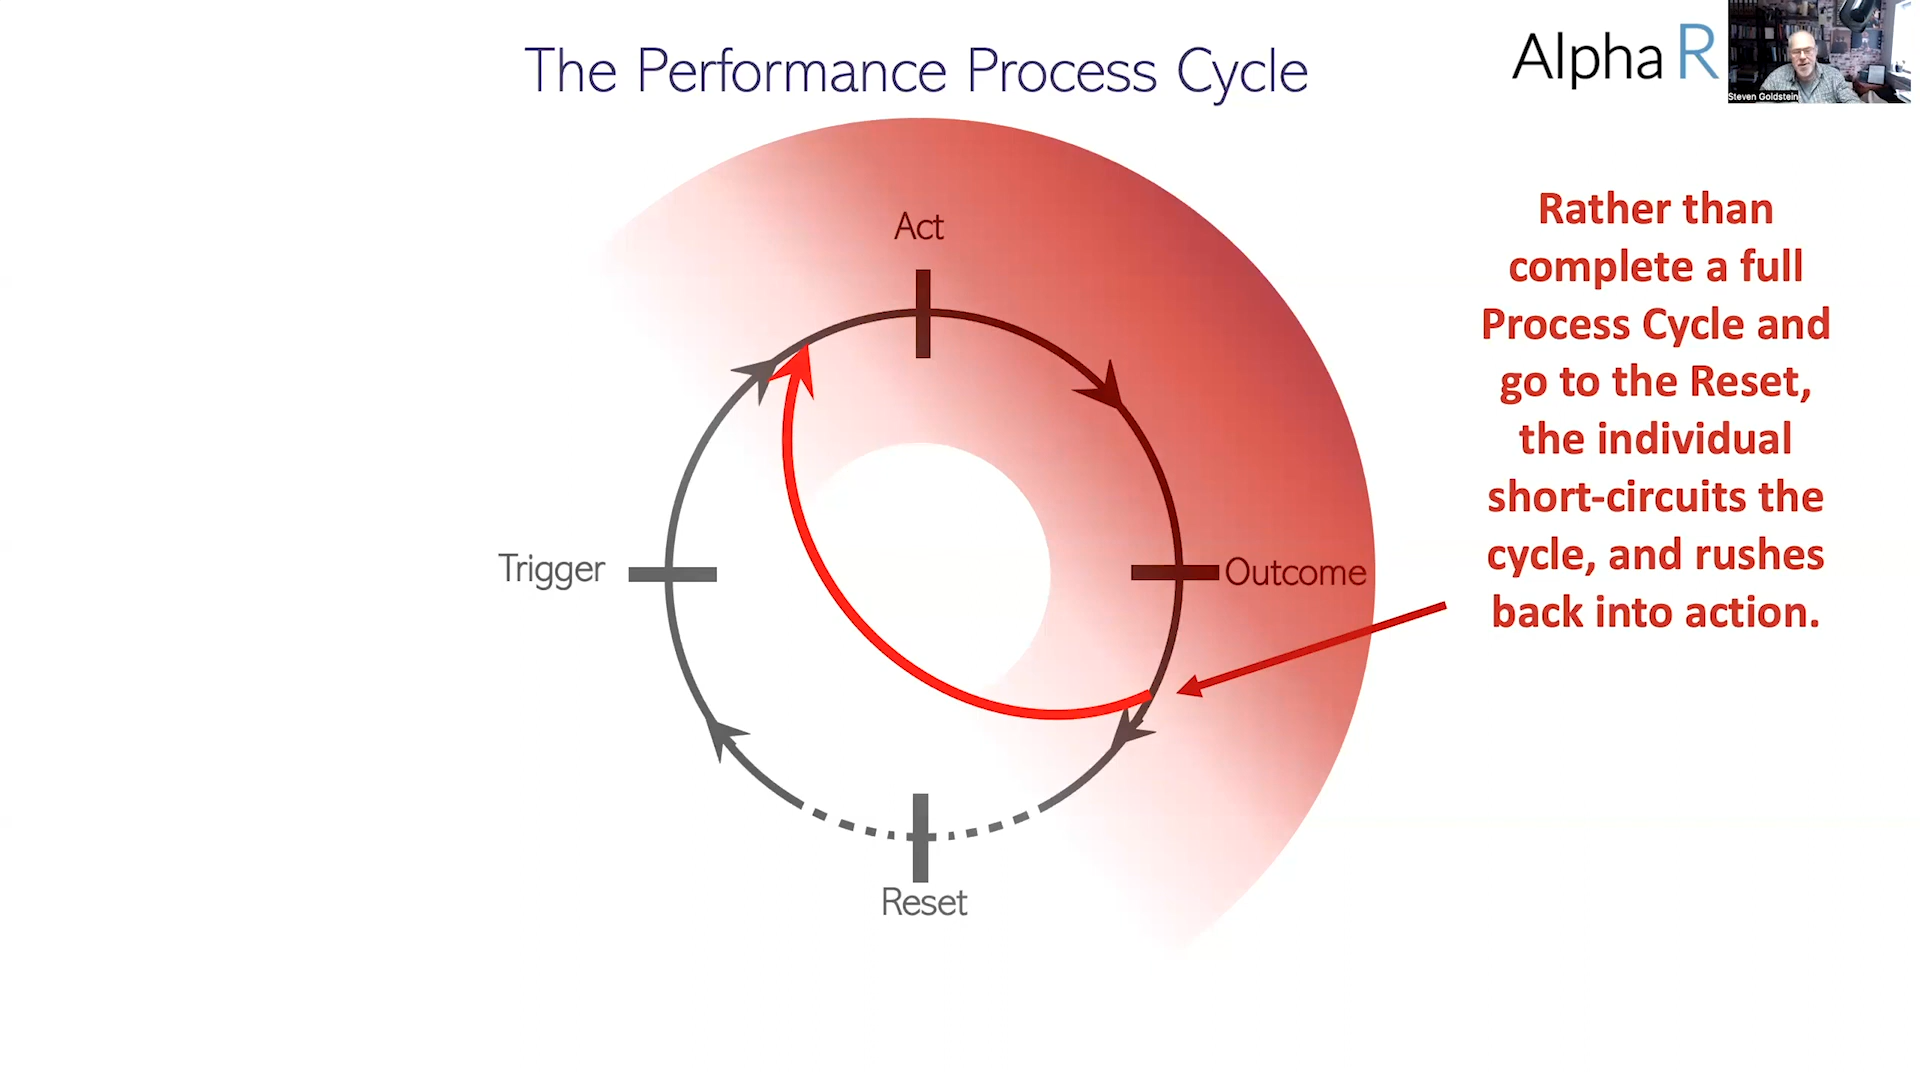 The Performance Process Cycle
Alpha R
Steven Goldstein
Rather than
complete a full
Process Cycle and
go to the Reset,
the individual
short-circuits the
cycle, and rushes
back into action.
Act
Trigger
Outcome
Reset